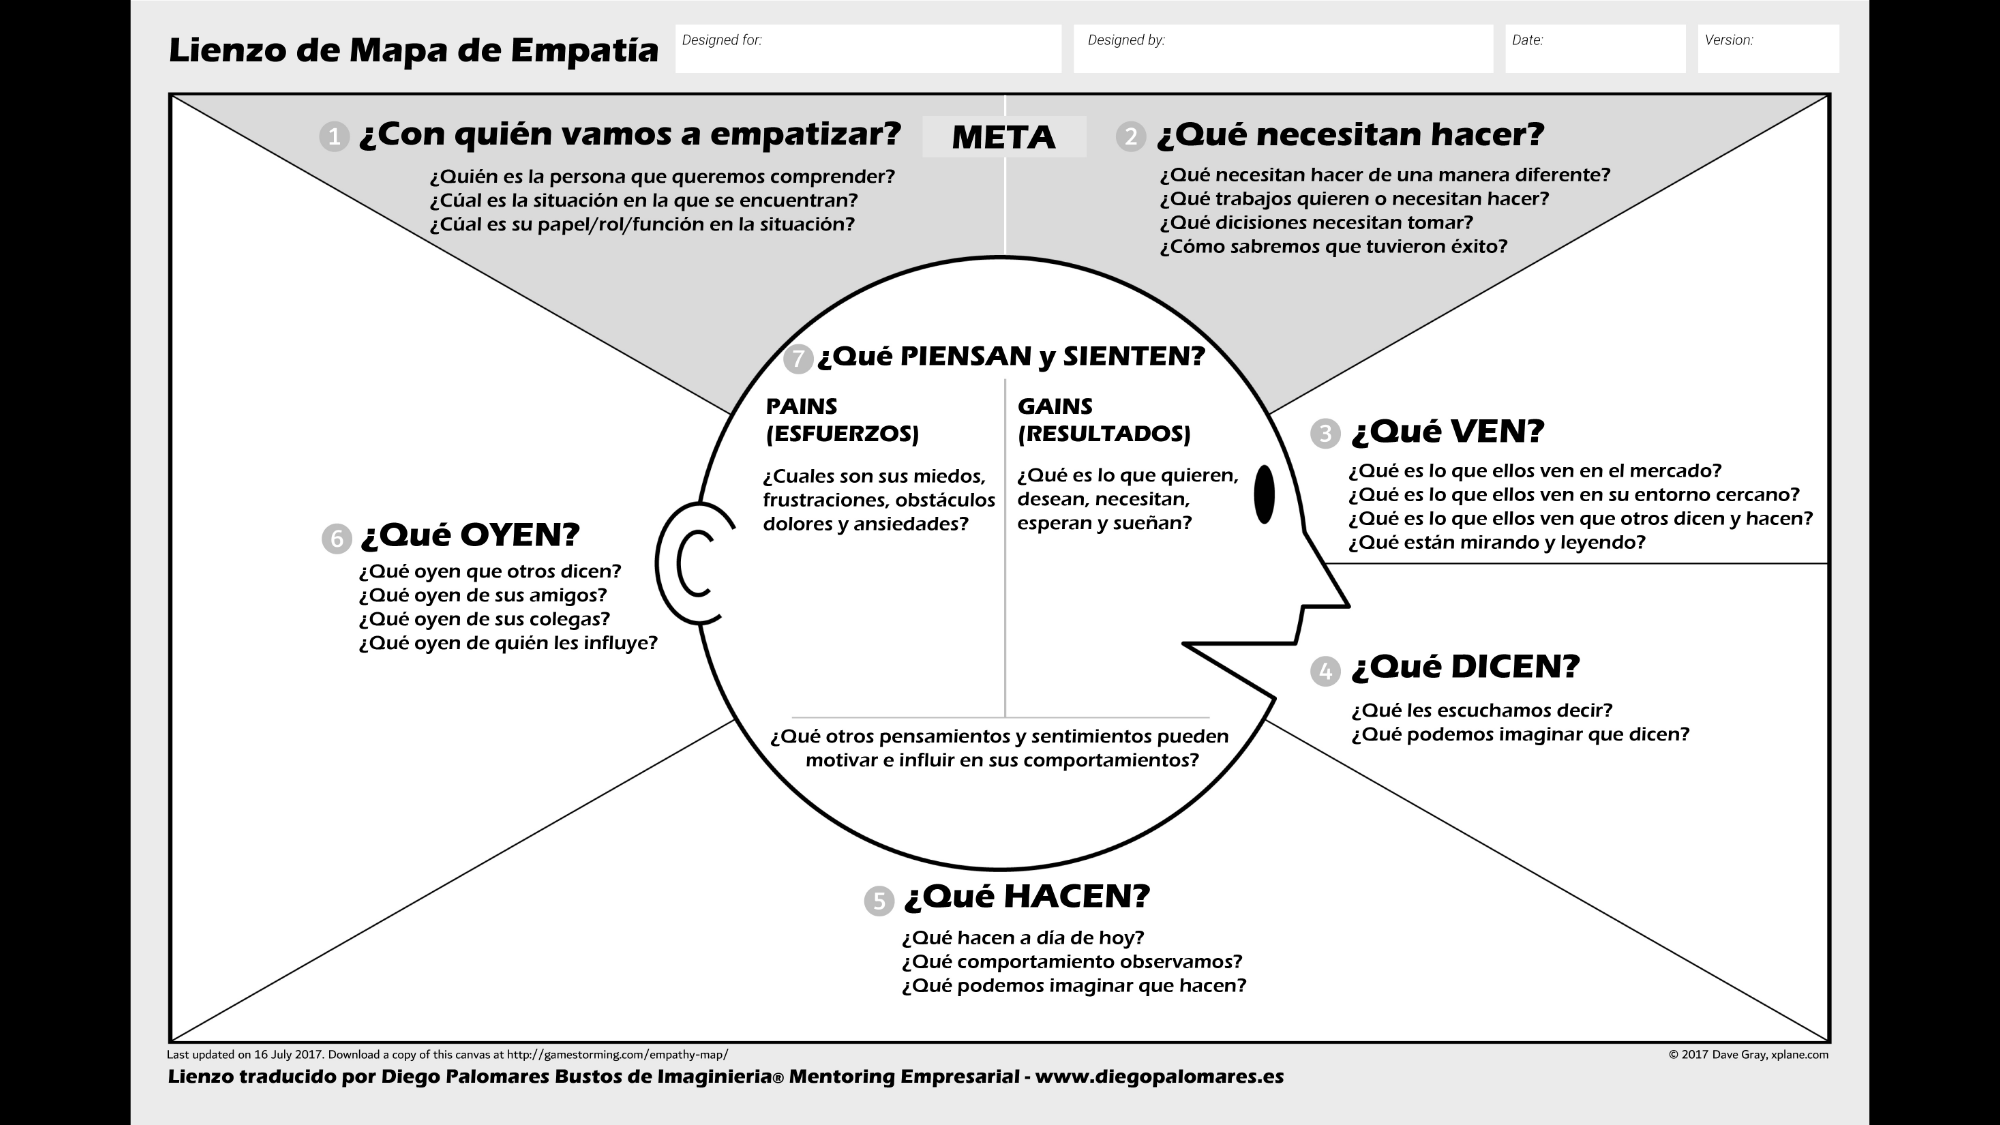 Lienzo de Mapa de Empatía
Designed for:
Designed by:
Date:
Version:
META
1 ¿Con quién vamos a empatizar?
¿Quién es la persona que queremos comprender?
¿Cúal es la situación en la que se encuentran?
¿Cúal es su papel/rol/función en la situación?
2 ¿Qué necesitan hacer?
¿Qué necesitan hacer de una manera diferente?
¿Qué trabajos quieren o necesitan hacer?
¿Qué dicisiones necesitan tomar?
¿Cómo sabremos que tuvieron éxito?
3 ¿Qué VEN?
¿Qué es lo que ellos ven en el mercado?
¿Qué es lo que ellos ven en su entorno cercano?
¿Qué es lo que ellos ven que otros dicen y hacen?
¿Qué están mirando y leyendo?
4 ¿Qué DICEN?
¿Qué les escuchamos decir?
¿Qué podemos imaginar que dicen?
5 ¿Qué HACEN?
¿Qué hacen a día de hoy?
¿Qué comportamiento observamos?
¿Qué podemos imaginar que hacen?
6 ¿Qué OYEN?
¿Qué oyen que otros dicen?
¿Qué oyen de sus amigos?
¿Qué oyen de sus colegas?
¿Qué oyen de quién les influye?
7 ¿Qué PIENSAN y SIENTEN?
PAINS
(ESFUERZOS)
¿Cuales son sus miedos,
frustraciones, obstáculos
dolores y ansiedades?
GAINS
(RESULTADOS)
¿Qué es lo que quieren,
desean, necesitan,
esperan y sueñan?
¿Qué otros pensamientos y sentimientos pueden
motivar e influir en sus comportamientos?
Last updated on 16 July 2017. Download a copy of this canvas at http://gamestorming.com/empathy-map/
© 2017 Dave Gray, xplane.com
Lienzo traducido por Diego Palomares Bustos de Imaginieria® Mentoring Empresarial - www.diegopalomares.es